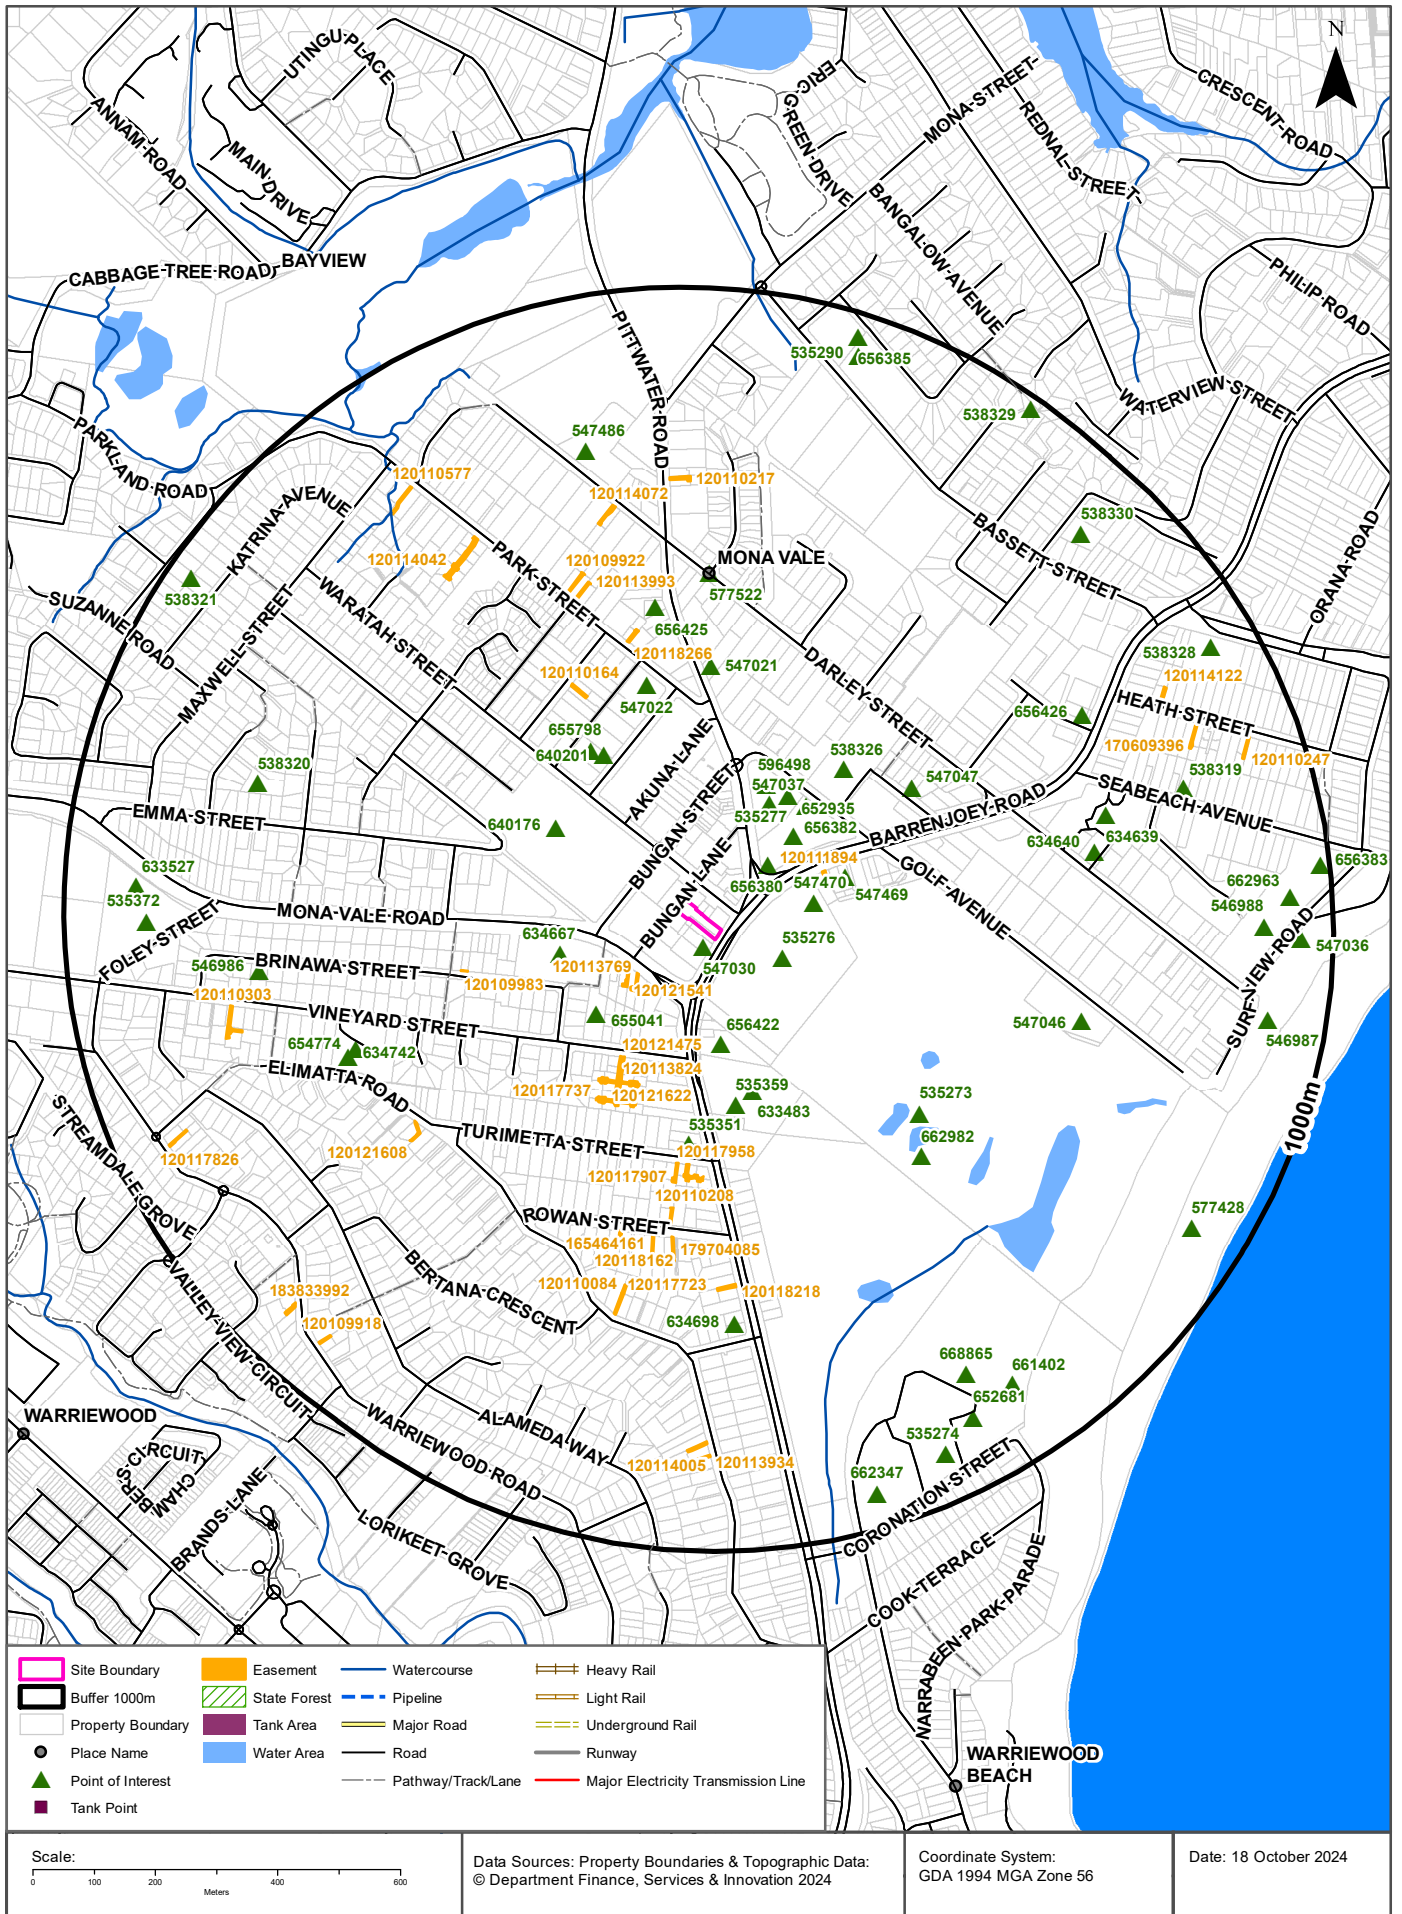 N
UTINGU PLACE
ANNAM ROAD
MAIN DRIVE
ERIC GREEN DRIVE
MONA STREET
REDNAL STREET
CRESCENT ROAD
BANGALOW AVENUE
PHILIP ROAD
CABBAGE TREE ROAD
BAYVIEW
PITTWATER ROAD
535290
656385
538329
WATERVIEW STREET
PARKLAND ROAD
547486
120110577
120114072
120110217
KATRINA AVENUE
538330
BASSETT STREET
ORANA ROAD
120114042
PARK STREET
120109922
120113993
MONA VALE
577522
538321
SUZANNE ROAD
MAXWELL STREET
WARATAH STREET
656425
120118266
547021
538328
120114122
120110164
547022
DARLEY STREET
HEATH STREET
656426
655798
640201
AKUNA LANE
170609396
120110247
538320
BUNGAN STREET
596498
547037
538326
547047
538319
SEABEACH AVENUE
535277
652935
656382
BARRENJOEY ROAD
EMMA STREET
640176
634640
634639
120111894
656383
633527
BUNGAN LANE
656380
547470
547469
GOLF AVENUE
662963
535372
546988
MONA VALE ROAD
FOLEY STREET
634667
535276
547036
547030
546986
BRINAWA STREET
120113769
120121541
120109983
120110303
SURF VIEW ROAD
VINEYARD STREET
655041
656422
547046
546987
654774
634742
120121475
120113824
ELIMATTA ROAD
120117737
120121622
535359
633483
535273
1000m
STREAMDALE GROVE
535351
662982
TURIMETTA STREET
120117826
120121608
120117958
120117907
120110208
577428
ROWAN STREET
165464161
179704085
120118162
BERTANA CRESCENT
120110084
120117723
120118218
183833992
120109918
VALLEY VIEW CIRCUIT
634698
668865
661402
652681
WARRIEWOOD
WARRIEWOOD ROAD
ALAMEDA WAY
535274
CHAMBERS CIRCUIT
120114005
120113934
662347
CORONATION STREET
BRANDS LANE
LORIKEET GROVE
COOK TERRACE
NARRABEEN PARK PARADE
WARRIEWOOD
BEACH
Site Boundary
Buffer 1000m
Property Boundary
Place Name
Point of Interest
Tank Point
Easement
State Forest
Tank Area
Water Area
Watercourse
Pipeline
Major Road
Road
Pathway/Track/Lane
Heavy Rail
Light Rail
Underground Rail
Runway
Major Electricity Transmission Line
Scale:
0 100 200 400 600
Meters
Data Sources: Property Boundaries & Topographic Data:
© Department Finance, Services & Innovation 2024
Coordinate System:
GDA 1994 MGA Zone 56
Date: 18 October 2024